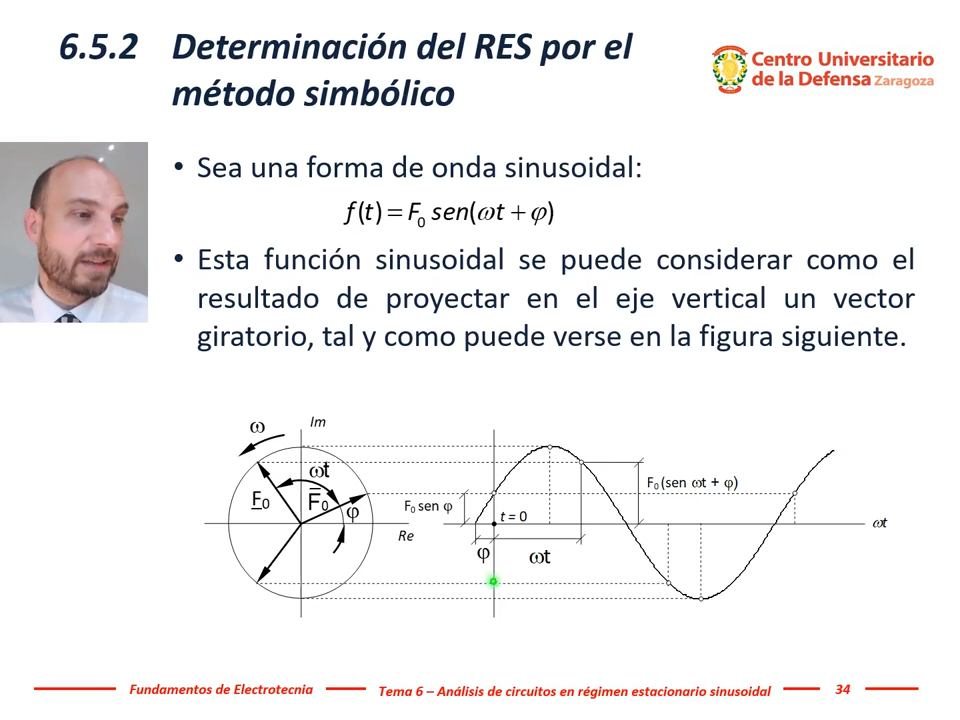 6.5.2 Determinación del RES por el
método simbólico
Centro Universitario
de la Defensa Zaragoza
• Sea una forma de onda sinusoidal:
f(t) = F₀ sen(ωt + φ)
• Esta función sinusoidal se puede considerar como el
resultado de proyectar en el eje vertical un vector
giratorio, tal y como puede verse en la figura siguiente.
ω
Im
ωt
F₀
F̅₀
φ
Re
F₀ sen φ
t = 0
φ
ωt
F₀ (sen ωt + φ)
ωt
Fundamentos de Electrotecnia
Tema 6 – Análisis de circuitos en régimen estacionario sinusoidal
34